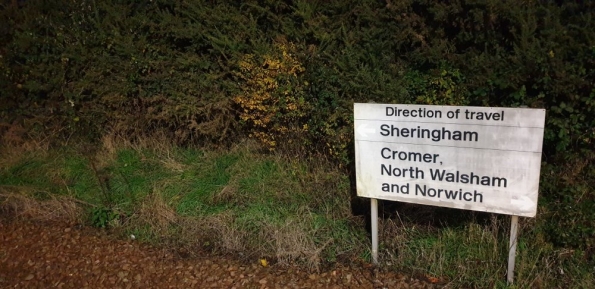 Direction of travel
Sheringham
Cromer,
North Walsham
and Norwich